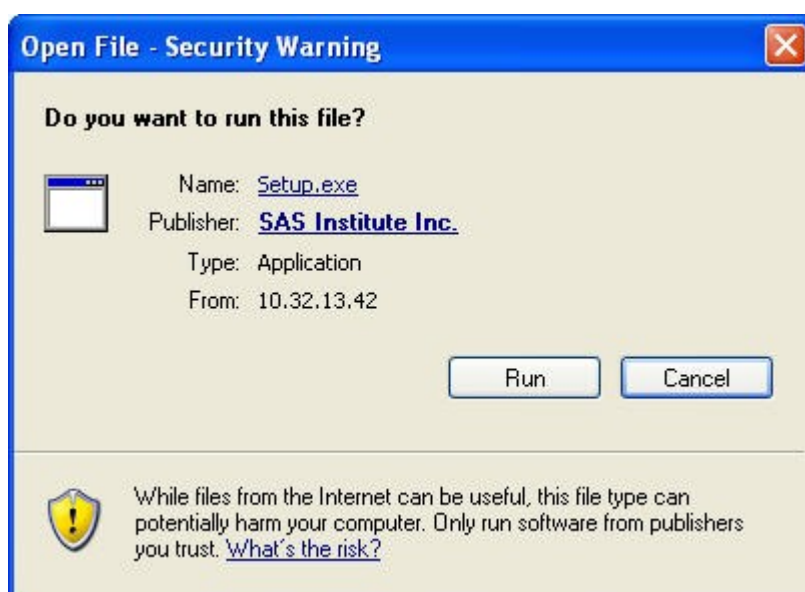 Open File - Security Warning
Do you want to run this file?
Name: Setup.exe
Publisher: SAS Institute Inc.
Type: Application
From: 10.32.13.42
Run Cancel
While files from the Internet can be useful, this file type can
potentially harm your computer. Only run software from publishers
you trust. What's the risk?